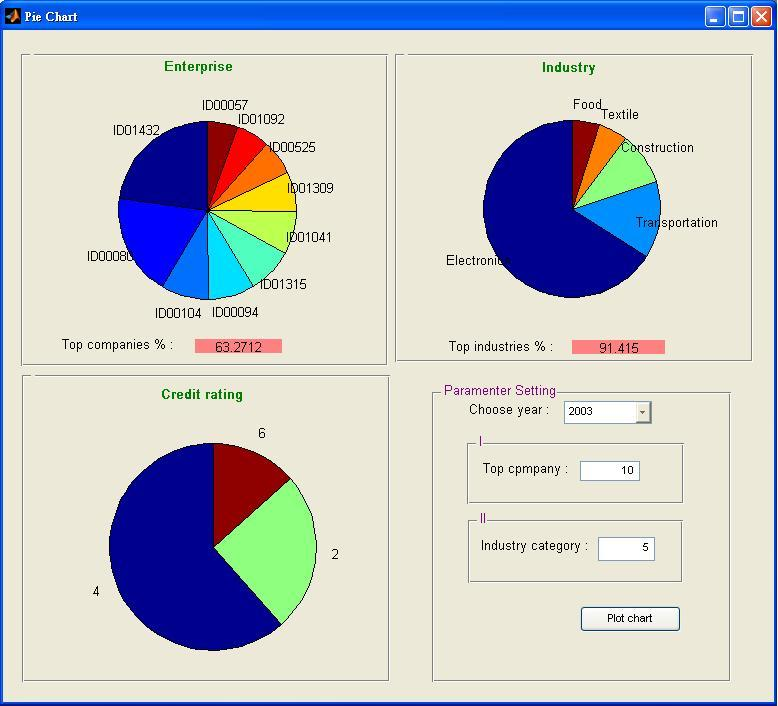 Pie Chart
Enterprise
ID00057
ID01092
ID01432
ID00525
ID01309
ID01041
ID00080
ID01315
ID00104
ID00094
Top companies % :
63.2712
Industry
Food
Textile
Construction
Transportation
Electronics
Top industries % :
91.415
Credit rating
6
2
4
Paramenter Setting
Choose year :
2003
I
Top cpmpany :
10
II
Industry category :
5
Plot chart